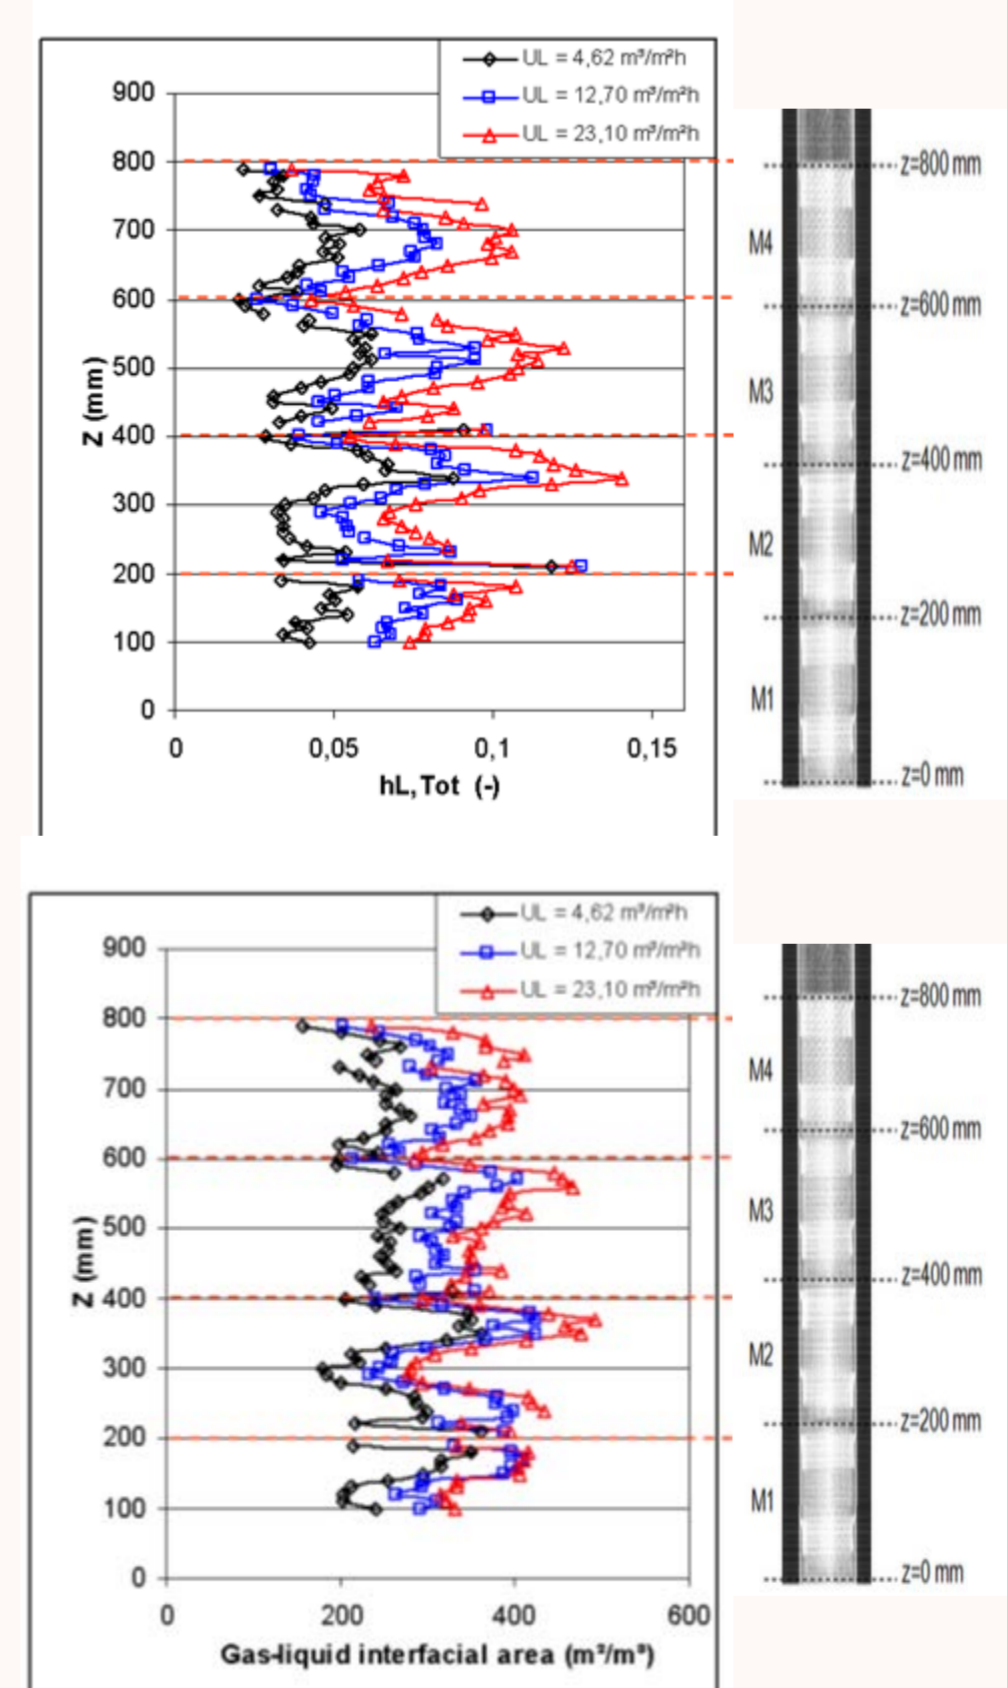 UL = 4,62 m³/m²h
UL = 12,70 m³/m²h
UL = 23,10 m³/m²h
900
800
700
600
500
400
300
200
100
0
Z (mm)
0 0,05 0,1 0,15
hL,Tot (-)
z=800 mm
M4
z=600 mm
M3
z=400 mm
M2
z=200 mm
M1
z=0 mm
UL = 4,62 m³/m²h
UL = 12,70 m³/m²h
UL = 23,10 m³/m²h
900
800
700
600
500
400
300
200
100
0
Z (mm)
0 200 400 600
Gas-liquid interfacial area (m²/m³)
z=800 mm
M4
z=600 mm
M3
z=400 mm
M2
z=200 mm
M1
z=0 mm